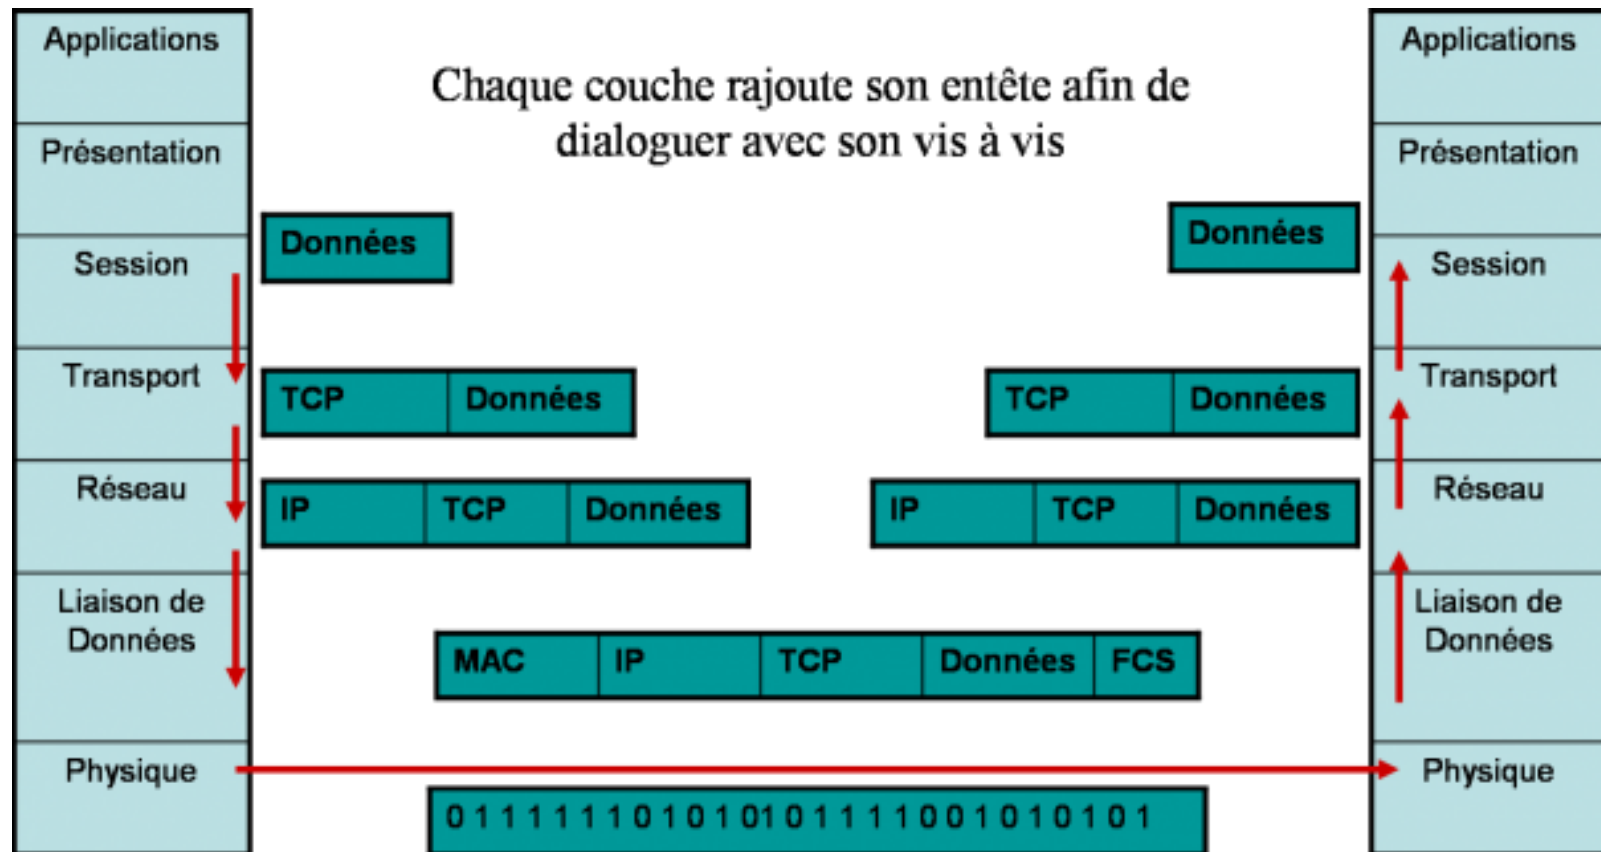 Applications
Applications
Chaque couche rajoute son entête afin de
dialoguer avec son vis à vis
Présentation
Présentation
Données
Données
Session
Session
Transport
Transport
TCP Données
TCP Données
Réseau
Réseau
IP TCP Données
IP TCP Données
Liaison de
Données
Liaison de
Données
MAC IP TCP Données FCS
Physique
Physique
0 1 1 1 1 1 1 0 1 0 1 0 1 0 1 1 1 1 0 0 1 0 1 0 1 0 1